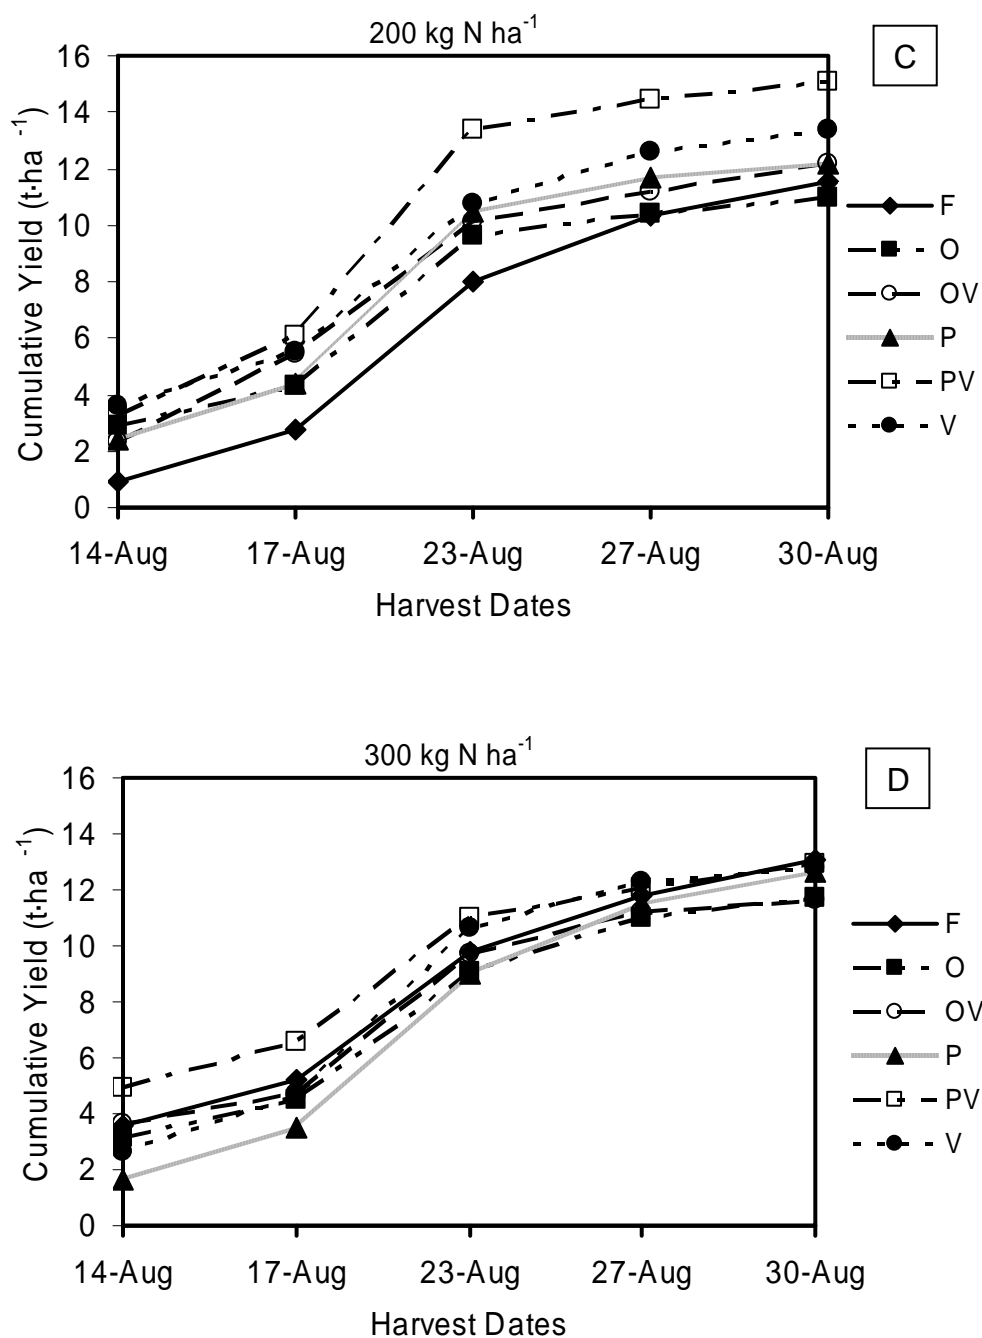 200 kg N ha-1
C
Cumulative Yield (t·ha -1)
16
14
12
10
8
6
4
2
0
14-Aug 17-Aug 23-Aug 27-Aug 30-Aug
Harvest Dates
F
O
OV
P
PV
V
300 kg N ha-1
D
Cumulative Yield (t·ha -1)
16
14
12
10
8
6
4
2
0
14-Aug 17-Aug 23-Aug 27-Aug 30-Aug
Harvest Dates
F
O
OV
P
PV
V